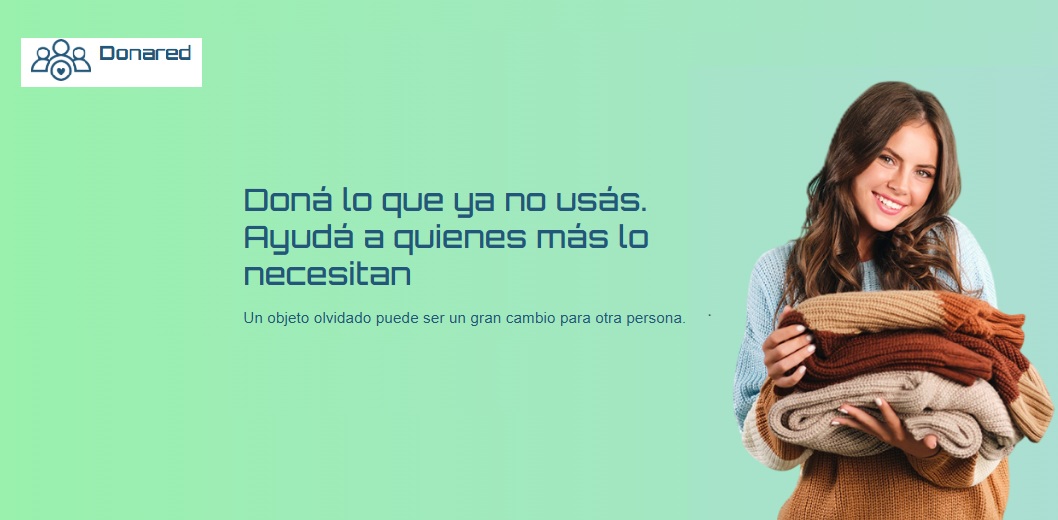 Donared
Doná lo que ya no usás.
Ayudá a quienes más lo
necesitan
Un objeto olvidado puede ser un gran cambio para otra persona.